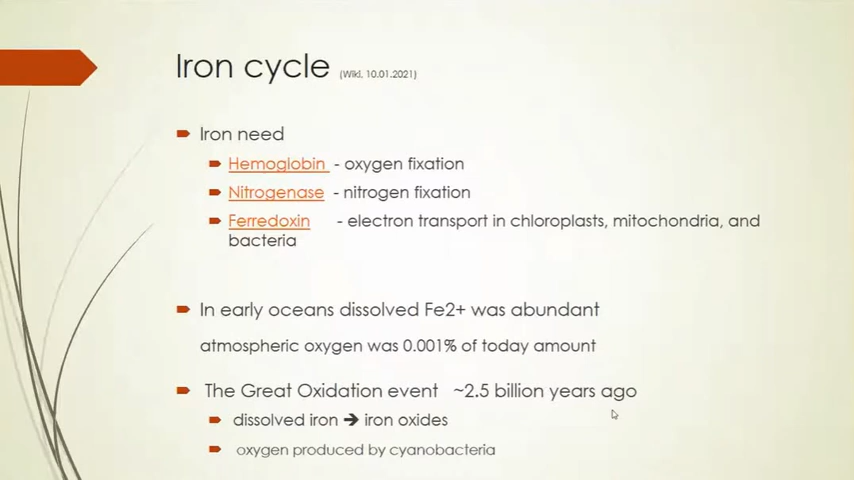 Iron cycle (Wiki, 10.01.2021)
Iron need
Hemoglobin - oxygen fixation
Nitrogenase - nitrogen fixation
Ferredoxin - electron transport in chloroplasts, mitochondria, and
bacteria
In early oceans dissolved Fe2+ was abundant
atmospheric oxygen was 0.001% of today amount
The Great Oxidation event ~2.5 billion years ago
dissolved iron ➔ iron oxides
oxygen produced by cyanobacteria